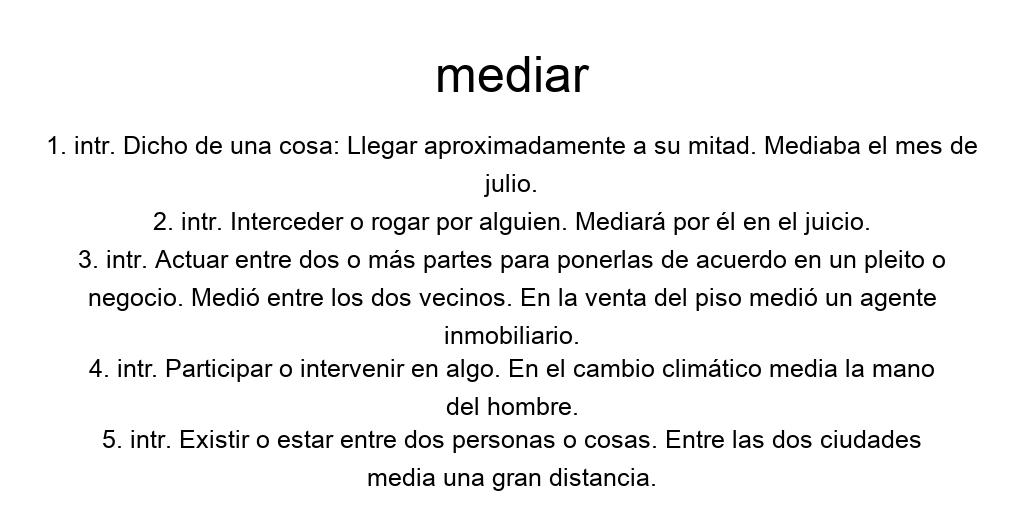 mediar
1. intr. Dicho de una cosa: Llegar aproximadamente a su mitad. Mediaba el mes de
julio.
2. intr. Interceder o rogar por alguien. Mediará por él en el juicio.
3. intr. Actuar entre dos o más partes para ponerlas de acuerdo en un pleito o
negocio. Medió entre los dos vecinos. En la venta del piso medió un agente
inmobiliario.
4. intr. Participar o intervenir en algo. En el cambio climático media la mano
del hombre.
5. intr. Existir o estar entre dos personas o cosas. Entre las dos ciudades
media una gran distancia.